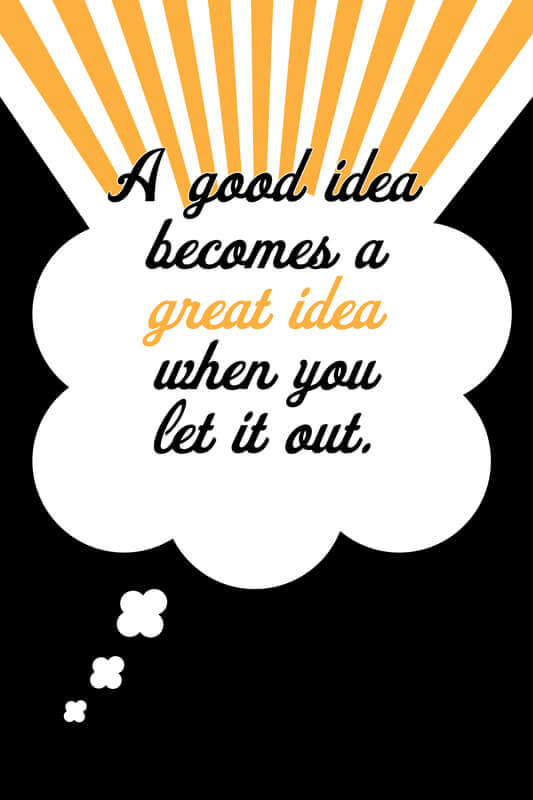 A good idea
becomes a
great idea
when you
let it out.